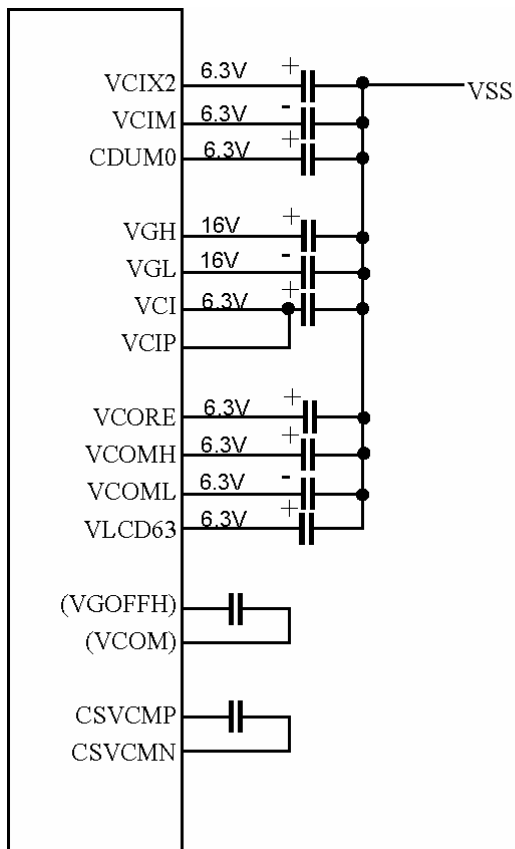 VCIX2 6.3V + VSS
VCIM 6.3V -
CDUM0 6.3V +
VGH 16V +
VGL 16V -
VCI 6.3V +
VCIP
VCORE 6.3V +
VCOMH 6.3V +
VCOML 6.3V -
VLCD63 6.3V +
(VGOFFH)
(VCOM)
CSVCMP
CSVCMN